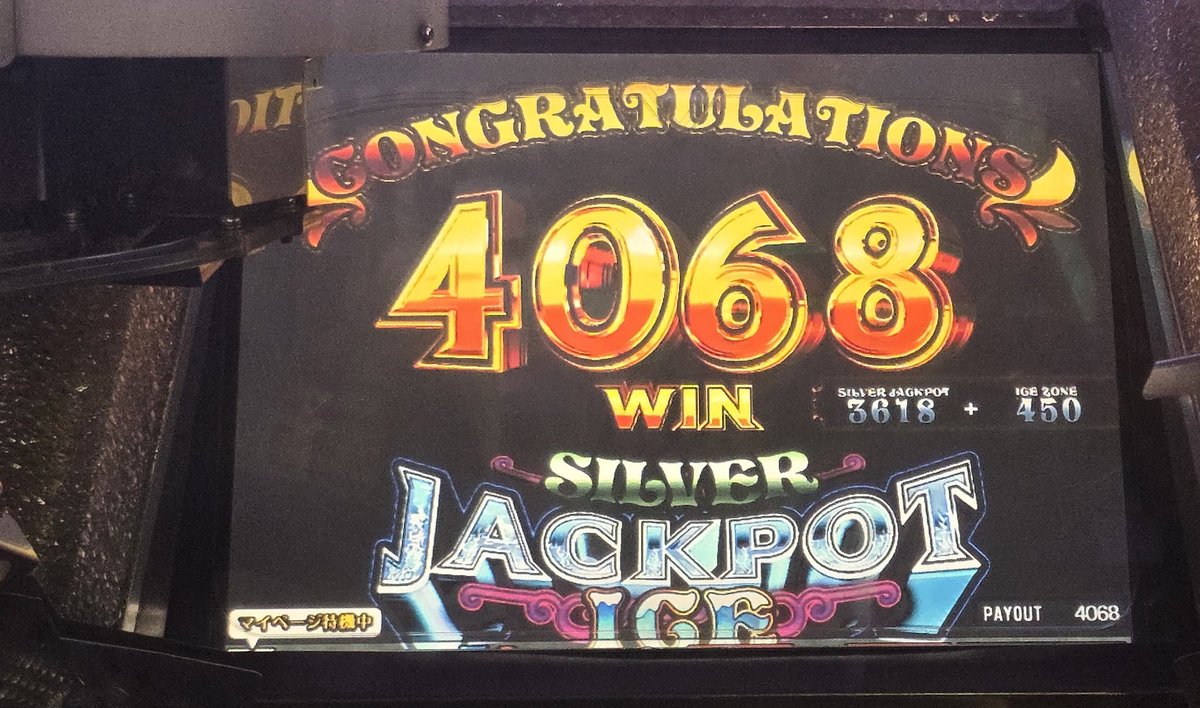 CONGRATULATIONS
4068
WIN
SILVER JACKPOT ICE ZONE
3618 + 450
SILVER
JACKPOT
ICE
マイページ待機中
PAYOUT 4068